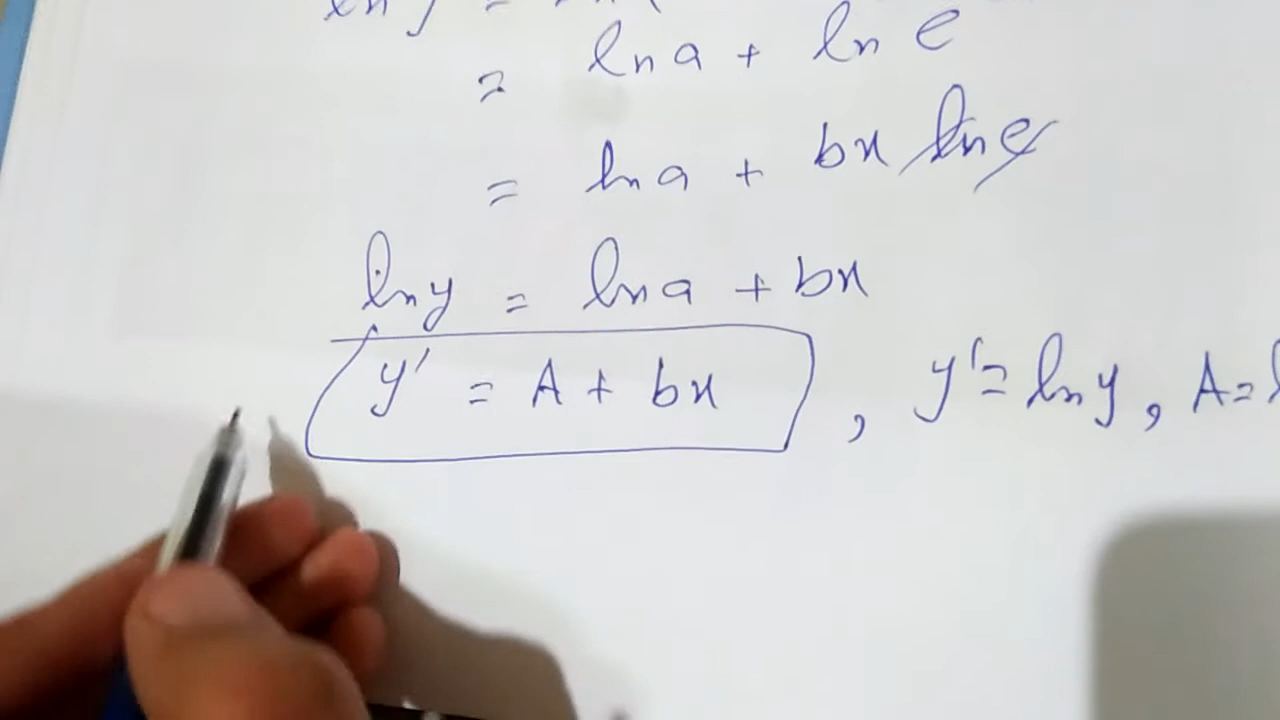 = ln a + ln e
= ln a + bx ln e
ln y = ln a + bx
y' = A + bx , y' = ln y , A =